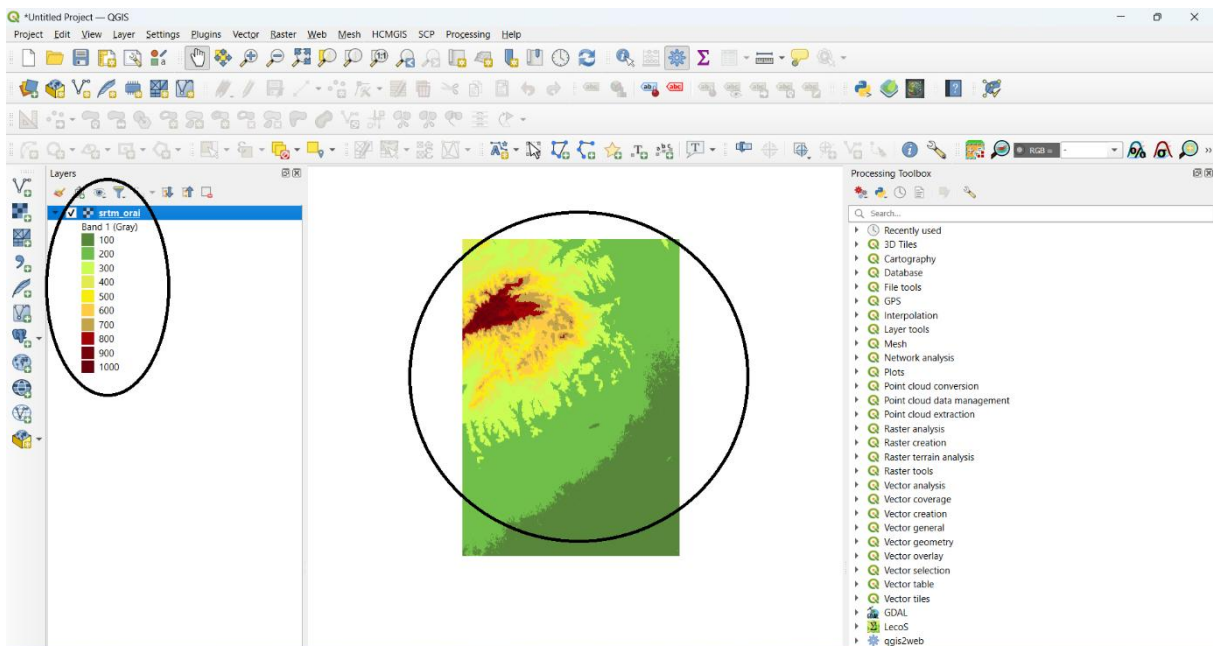 *Untitled Project — QGIS
Project Edit View Layer Settings Plugins Vector Raster Web Mesh HCMGIS SCP Processing Help
RGB = -
Layers
srtm_oral
Band 1 (Gray)
100
200
300
400
500
600
700
800
900
1000
Processing Toolbox
Search...
Recently used
3D Tiles
Cartography
Database
File tools
GPS
Interpolation
Layer tools
Mesh
Network analysis
Plots
Point cloud conversion
Point cloud data management
Point cloud extraction
Raster analysis
Raster creation
Raster terrain analysis
Raster tools
Vector analysis
Vector coverage
Vector creation
Vector general
Vector geometry
Vector overlay
Vector selection
Vector table
Vector tiles
GDAL
LecoS
qgis2web